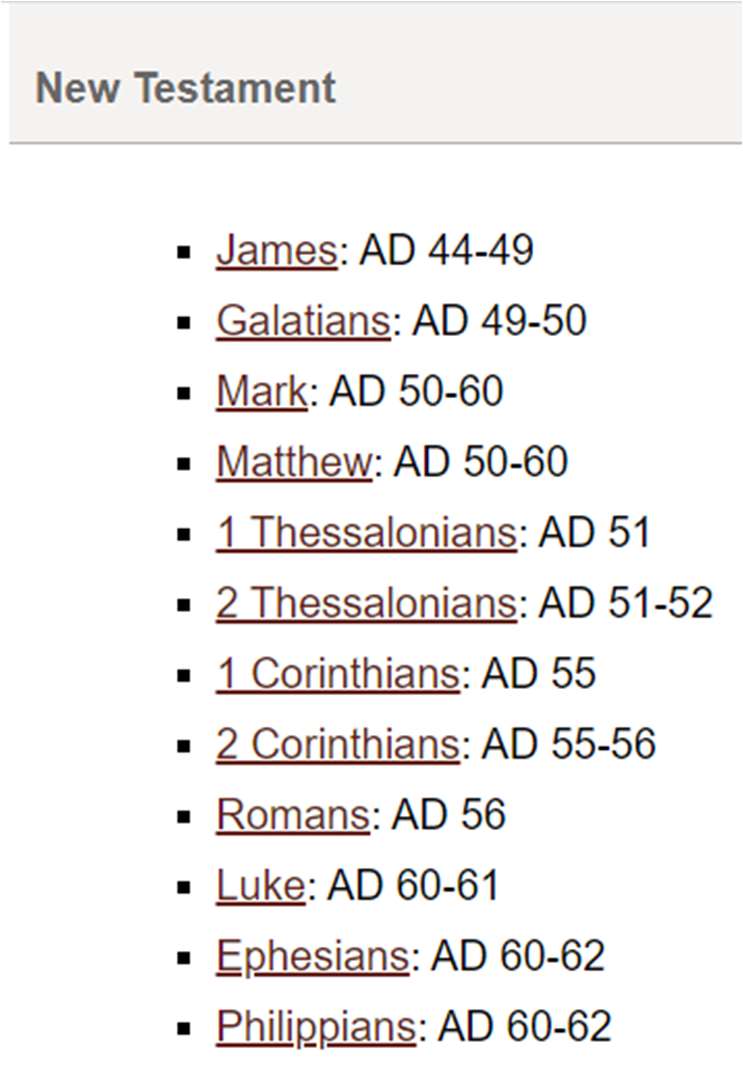 New Testament
▪ James: AD 44-49
▪ Galatians: AD 49-50
▪ Mark: AD 50-60
▪ Matthew: AD 50-60
▪ 1 Thessalonians: AD 51
▪ 2 Thessalonians: AD 51-52
▪ 1 Corinthians: AD 55
▪ 2 Corinthians: AD 55-56
▪ Romans: AD 56
▪ Luke: AD 60-61
▪ Ephesians: AD 60-62
▪ Philippians: AD 60-62